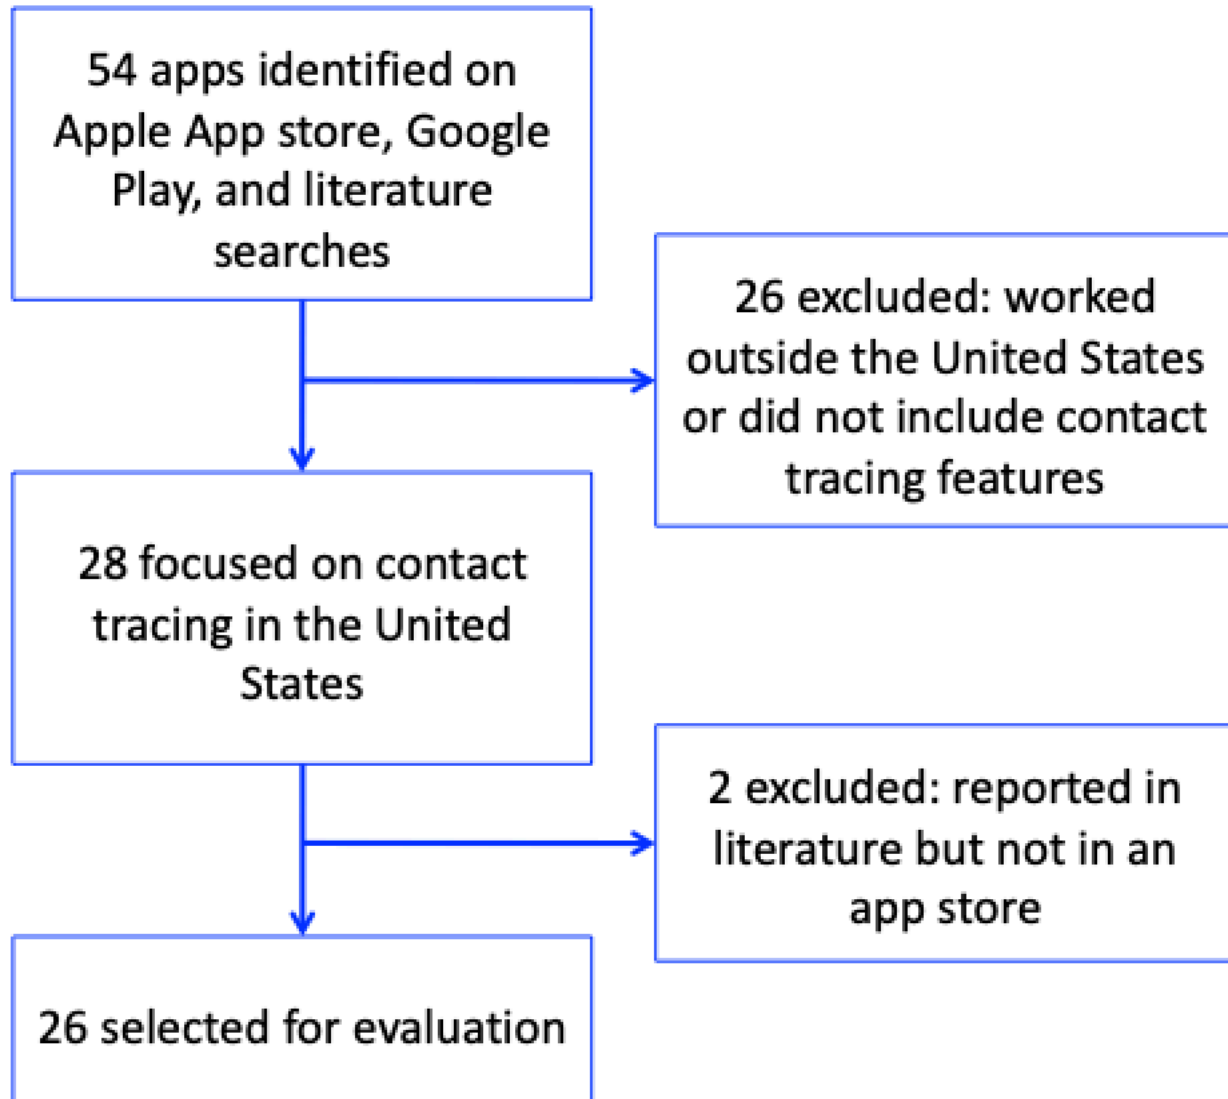 54 apps identified on
Apple App store, Google
Play, and literature
searches
26 excluded: worked
outside the United States
or did not include contact
tracing features
28 focused on contact
tracing in the United
States
2 excluded: reported in
literature but not in an
app store
26 selected for evaluation